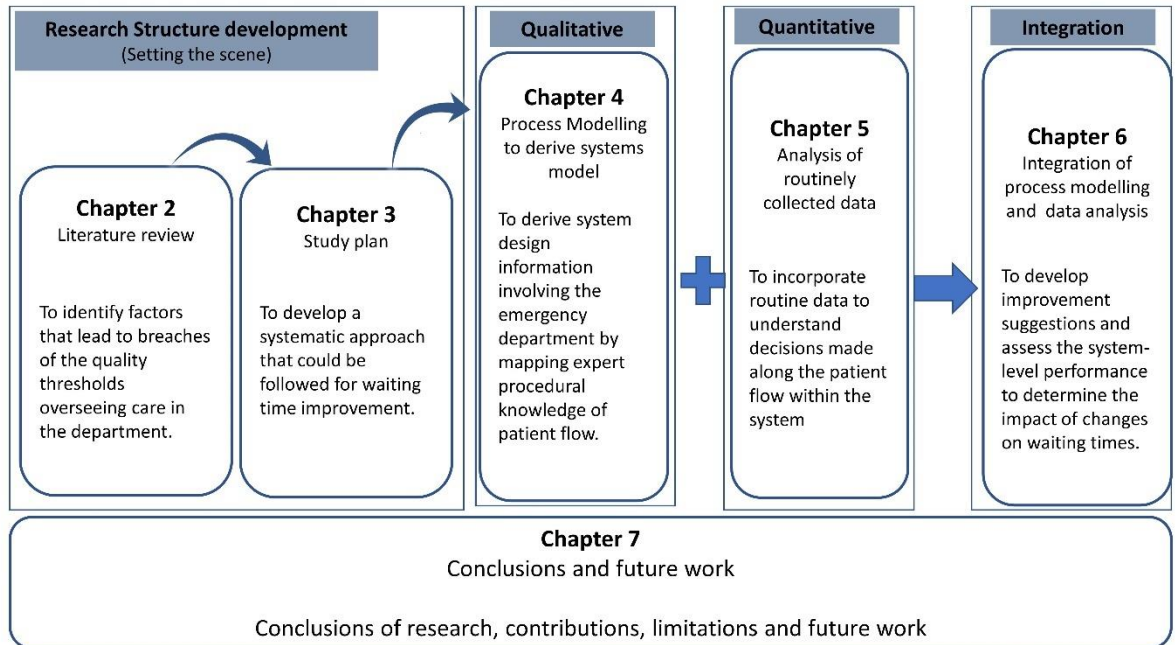 Research Structure development
(Setting the scene)
Chapter 2
Literature review
To identify factors
that lead to breaches
of the quality
thresholds
overseeing care in
the department.
Chapter 3
Study plan
To develop a
systematic approach
that could be
followed for waiting
time improvement.
Qualitative
Chapter 4
Process Modelling
to derive systems
model
To derive system
design
information
involving the
emergency
department by
mapping expert
procedural
knowledge of
patient flow.
Quantitative
Chapter 5
Analysis of
routinely
collected data
To incorporate
routine data to
understand
decisions made
along the patient
flow within the
system
Integration
Chapter 6
Integration of
process modelling
and data analysis
To develop
improvement
suggestions and
assess the system-
level performance
to determine the
impact of changes
on waiting times.
Chapter 7
Conclusions and future work
Conclusions of research, contributions, limitations and future work